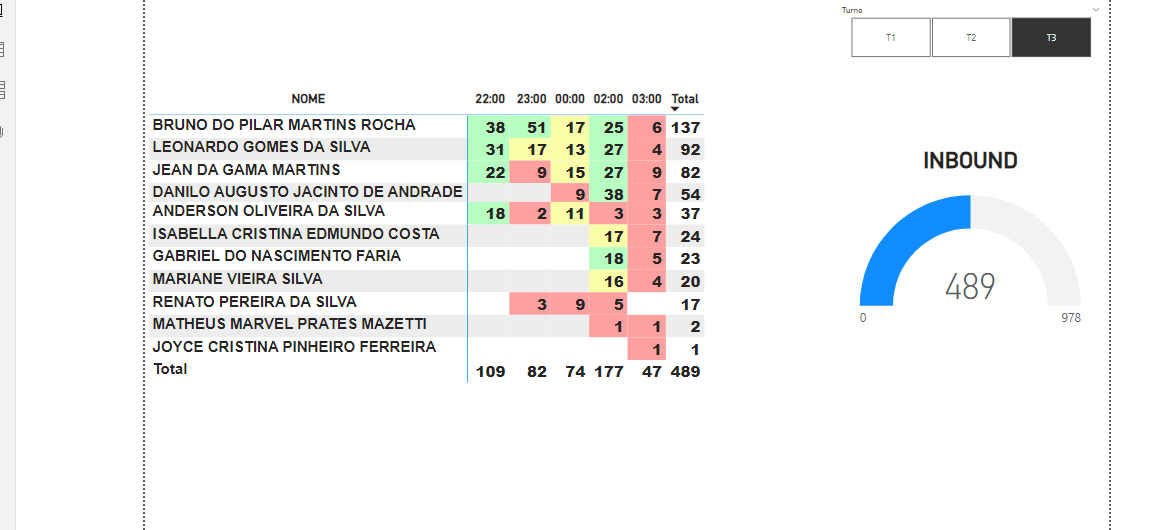 Turno
T1 T2 T3
NOME 22:00 23:00 00:00 02:00 03:00 Total
BRUNO DO PILAR MARTINS ROCHA 38 51 17 25 6 137
LEONARDO GOMES DA SILVA 31 17 13 27 4 92
JEAN DA GAMA MARTINS 22 9 15 27 9 82
DANILO AUGUSTO JACINTO DE ANDRADE 9 38 7 54
ANDERSON OLIVEIRA DA SILVA 18 2 11 3 3 37
ISABELLA CRISTINA EDMUNDO COSTA 17 7 24
GABRIEL DO NASCIMENTO FARIA 18 5 23
MARIANE VIEIRA SILVA 16 4 20
RENATO PEREIRA DA SILVA 3 9 5 17
MATHEUS MARVEL PRATES MAZETTI 1 1 2
JOYCE CRISTINA PINHEIRO FERREIRA 1 1
Total 109 82 74 177 47 489
INBOUND
489
0 978